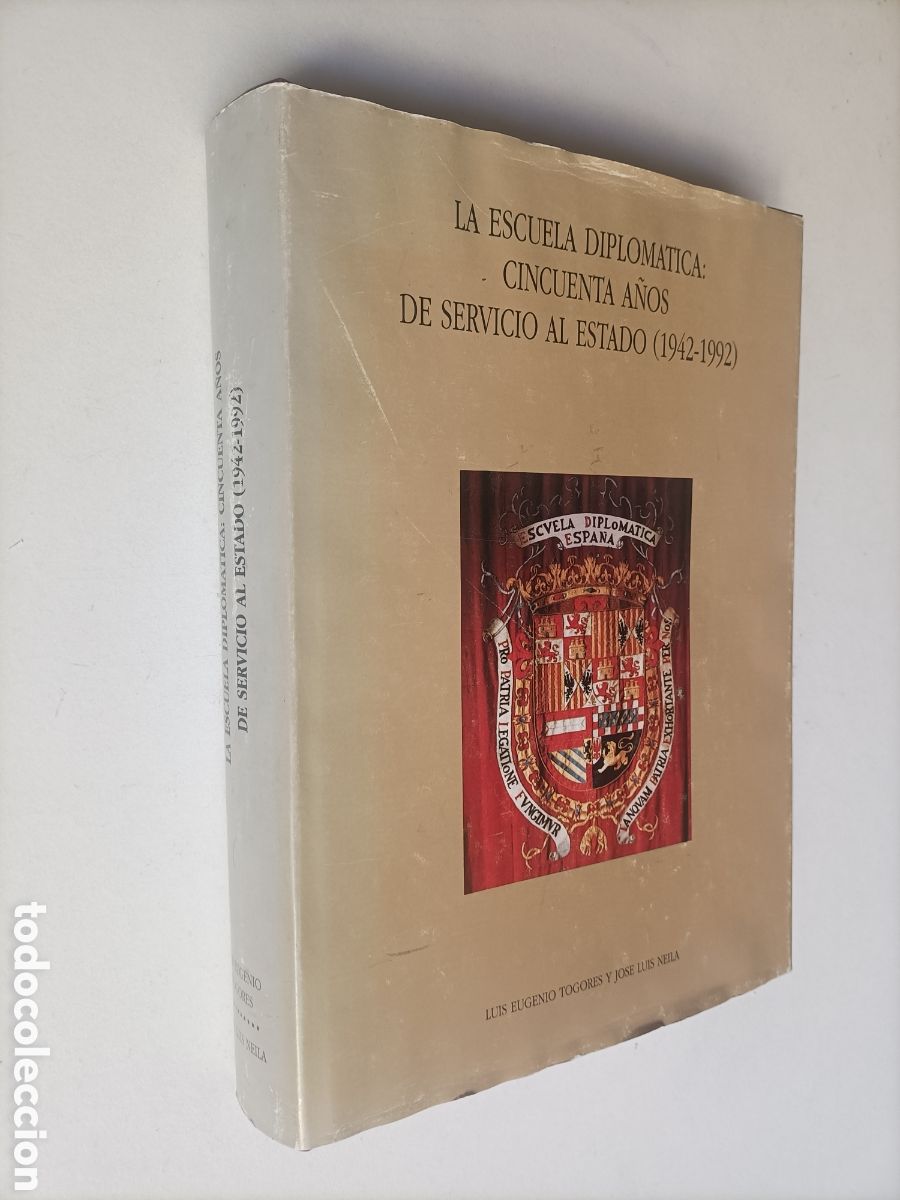 LA ESCUELA DIPLOMATICA:
CINCUENTA AÑOS
DE SERVICIO AL ESTADO (1942-1992)
ESCVELA DIPLOMATICA
ESPAÑA
PRO PATRIA LEGATIONE FVNGIMVR
PATRIA EXHORTANTE PER NOS
LUIS EUGENIO TOGORES Y JOSE LUIS NEILA
LA ESCUELA DIPLOMATICA: CINCUENTA AÑOS
DE SERVICIO AL ESTADO (1942-1992)
NEILA
todocoleccion